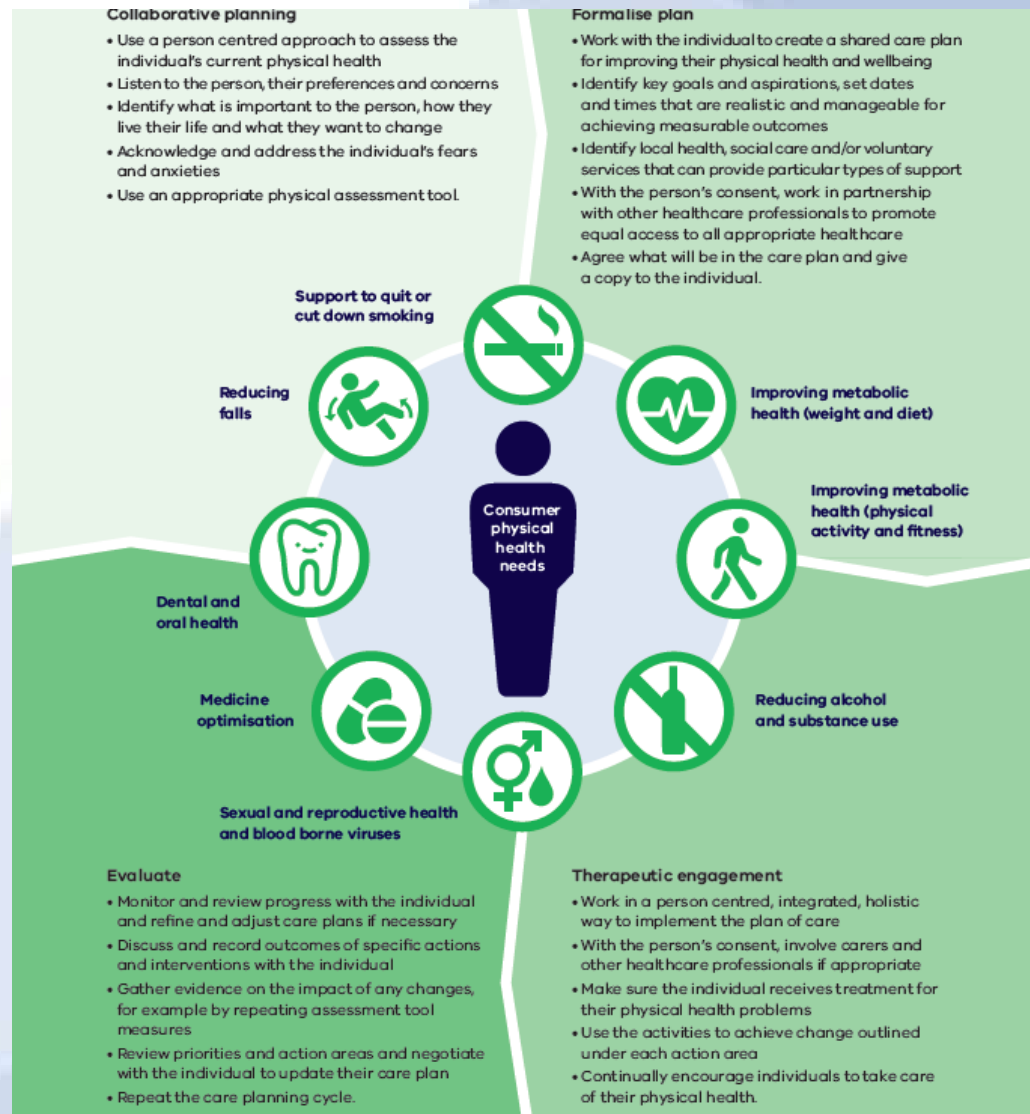 Collaborative planning
• Use a person centred approach to assess the
individual's current physical health
• Listen to the person, their preferences and concerns
• Identify what is important to the person, how they
live their life and what they want to change
• Acknowledge and address the individual's fears
and anxieties
• Use an appropriate physical assessment tool.
Formalise plan
• Work with the individual to create a shared care plan
for improving their physical health and wellbeing
• Identify key goals and aspirations, set dates
and times that are realistic and manageable for
achieving measurable outcomes
• Identify local health, social care and/or voluntary
services that can provide particular types of support
• With the person's consent, work in partnership
with other healthcare professionals to promote
equal access to all appropriate healthcare
• Agree what will be in the care plan and give
a copy to the individual.
Support to quit or
cut down smoking
Reducing
falls
Improving metabolic
health (weight and diet)
Improving metabolic
health (physical
activity and fitness)
Consumer
physical
health
needs
Dental and
oral health
Medicine
optimisation
Reducing alcohol
and substance use
Sexual and reproductive health
and blood borne viruses
Evaluate
• Monitor and review progress with the individual
and refine and adjust care plans if necessary
• Discuss and record outcomes of specific actions
and interventions with the individual
• Gather evidence on the impact of any changes,
for example by repeating assessment tool
measures
• Review priorities and action areas and negotiate
with the individual to update their care plan
• Repeat the care planning cycle.
Therapeutic engagement
• Work in a person centred, integrated, holistic
way to implement the plan of care
• With the person's consent, involve carers and
other healthcare professionals if appropriate
• Make sure the individual receives treatment for
their physical health problems
• Use the activities to achieve change outlined
under each action area
• Continually encourage individuals to take care
of their physical health.